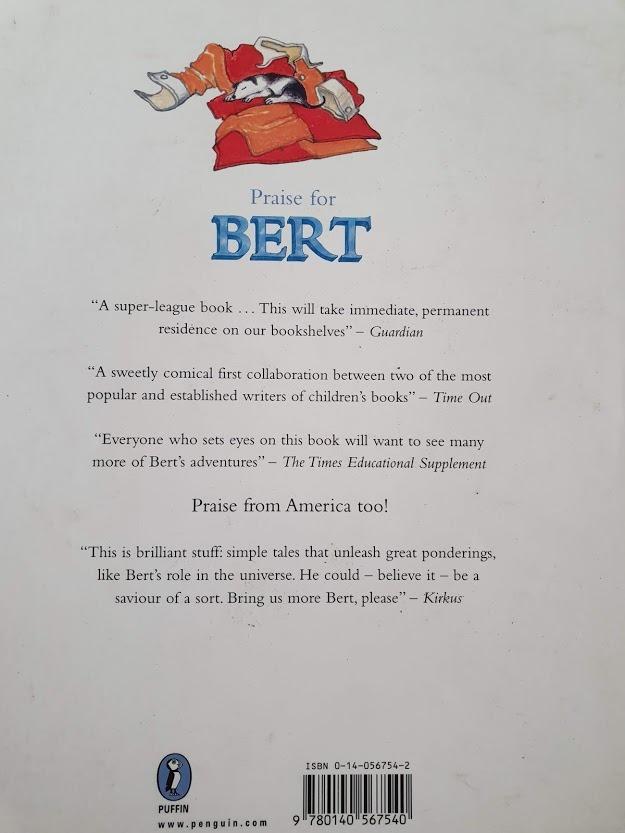 Praise for
BERT
“A super-league book ... This will take immediate, permanent
residence on our bookshelves” – Guardian
“A sweetly comical first collaboration between two of the most
popular and established writers of children’s books” – Time Out
“Everyone who sets eyes on this book will want to see many
more of Bert’s adventures” – The Times Educational Supplement
Praise from America too!
“This is brilliant stuff: simple tales that unleash great ponderings,
like Bert’s role in the universe. He could – believe it – be a
saviour of a sort. Bring us more Bert, please” – Kirkus
PUFFIN
www.penguin.com
ISBN 0-14-056754-2
9 780140 567540